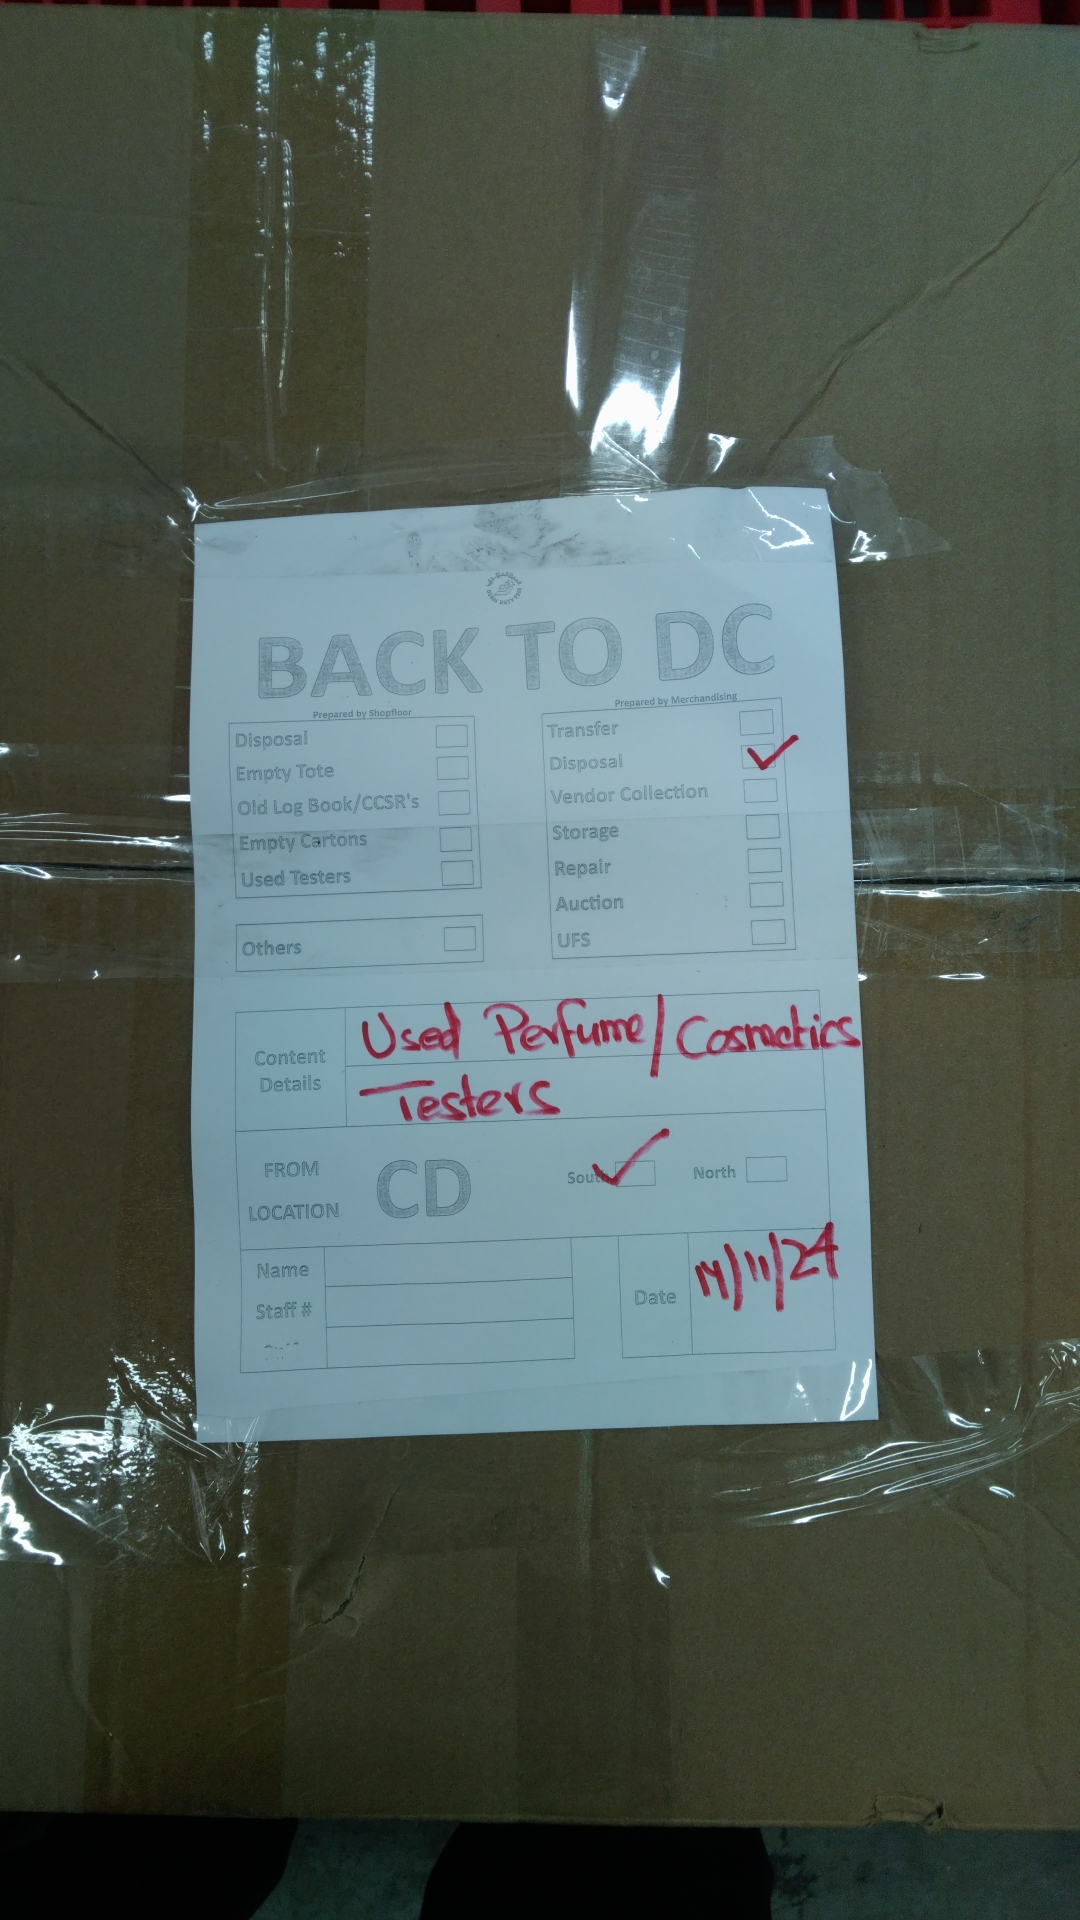 BACK TO DC
Prepared by Shopfloor
Disposal
Empty Tote
Old Log Book/CCSR's
Empty Cartons
Used Testers
Others
Prepared by Merchandising
Transfer
Disposal
Vendor Collection
Storage
Repair
Auction
UFS
Content
Details
Used Perfume/Cosmetics
Testers
FROM
LOCATION
CD
South
North
Name
Staff #
Date
14/11/24